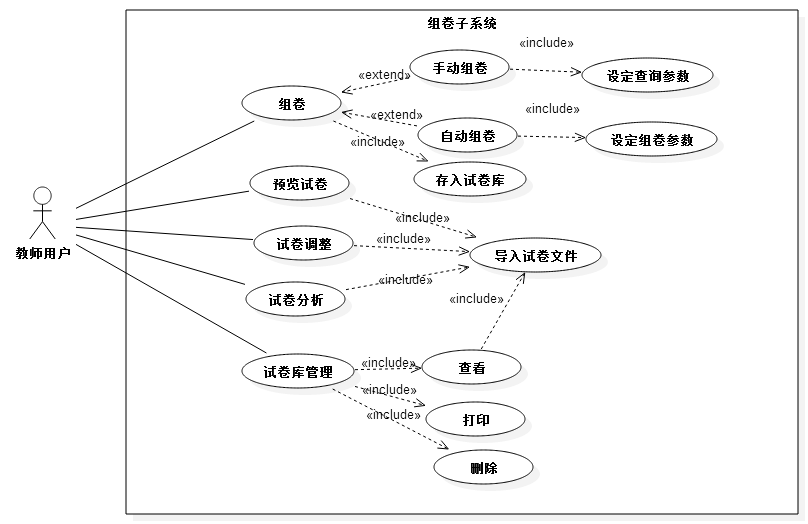 组卷子系统
«include»
手动组卷
«extend»
设定查询参数
组卷
«include»
«extend»
自动组卷
设定组卷参数
«include»
存入试卷库
预览试卷
«include»
教师用户
试卷调整
«include»
导入试卷文件
试卷分析
«include»
«include»
试卷库管理
«include»
查看
«include»
打印
«include»
删除